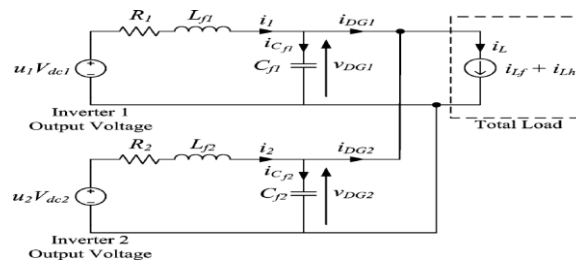 R1 Lf1 i1 iDG1
iCf1 iL
u1Vdc1 Cf1 vDG1 iLf + iLh
Inverter 1
Output Voltage
Total Load
R2 Lf2 i2 iDG2
iCf2
u2Vdc2 Cf2 vDG2
Inverter 2
Output Voltage